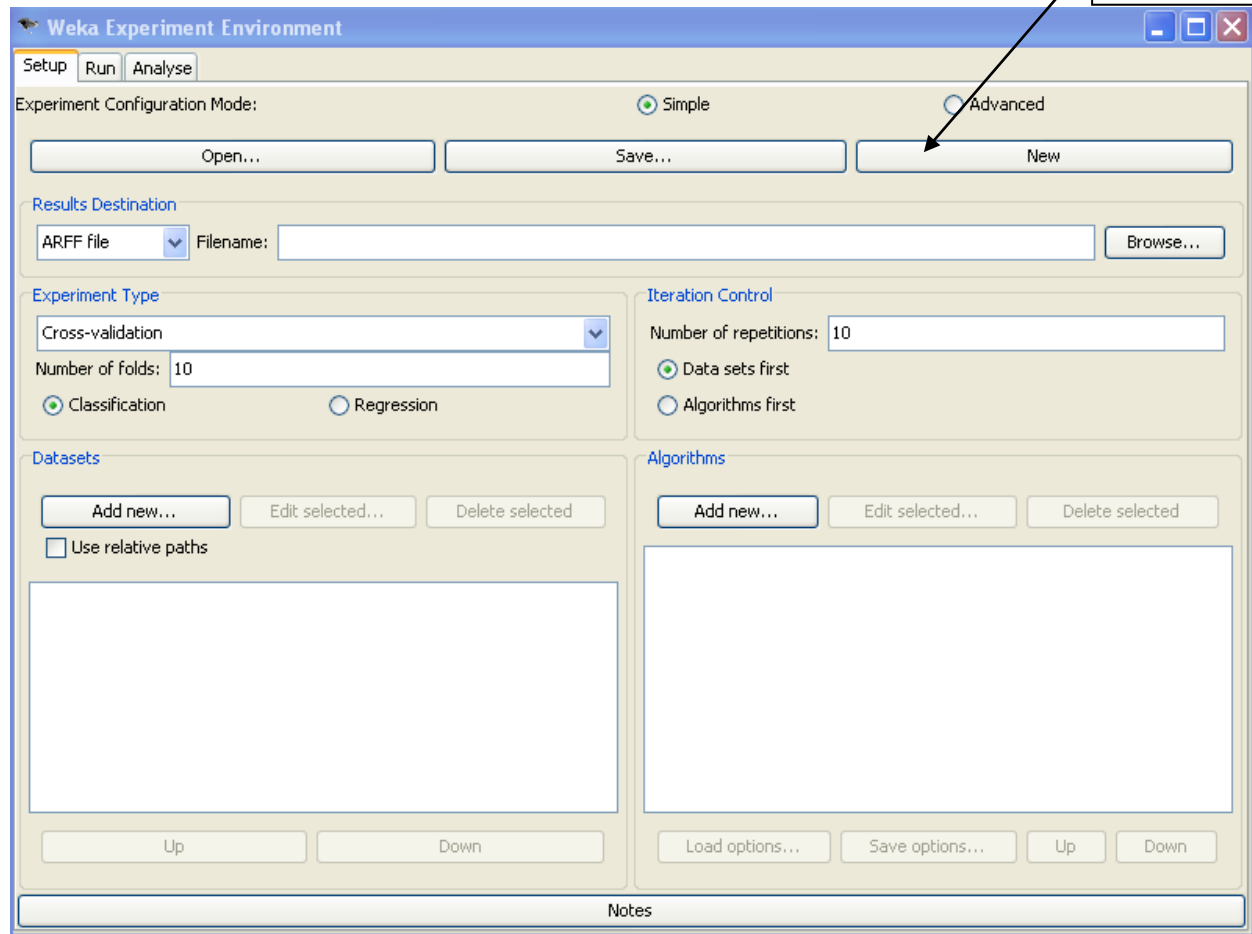 Weka Experiment Environment
Setup Run Analyse
Experiment Configuration Mode: Simple Advanced
Open... Save... New
Results Destination
ARFF file Filename: Browse...
Experiment Type
Cross-validation
Number of folds: 10
Classification Regression
Iteration Control
Number of repetitions: 10
Data sets first
Algorithms first
Datasets
Add new... Edit selected... Delete selected
Use relative paths
Up Down
Algorithms
Add new... Edit selected... Delete selected
Load options... Save options... Up Down
Notes